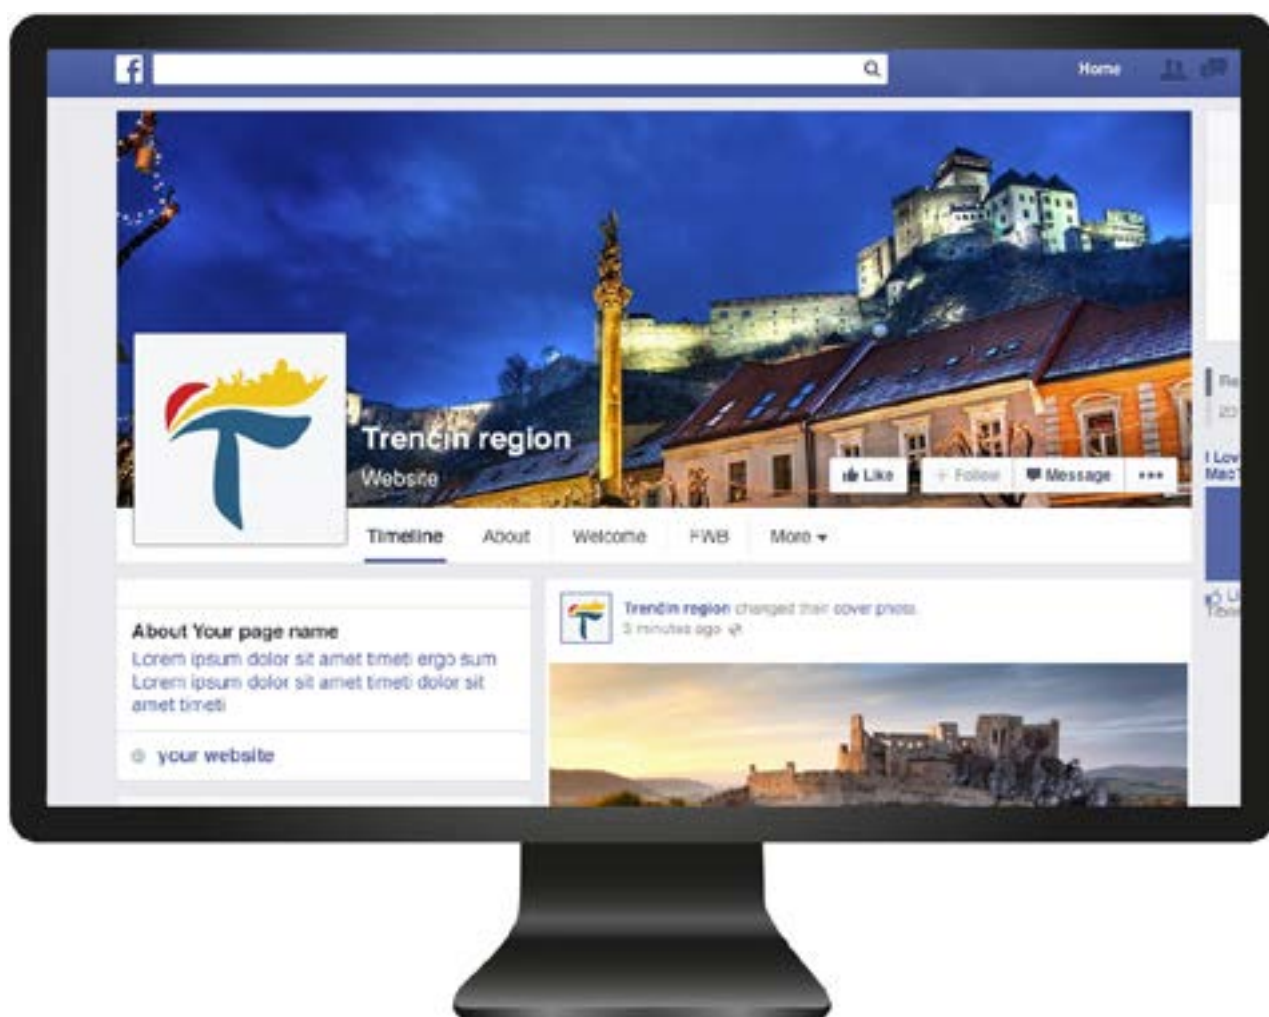 f
Home
Trenčín region
Website
Like
Follow
Message
Timeline
About
Welcome
FWB
More
About Your page name
Lorem ipsum dolor sit amet timeti ergo sum
Lorem ipsum dolor sit amet timeti dolor sit
amet timeti
your website
Trenčín region changed their cover photo.
5 minutes ago